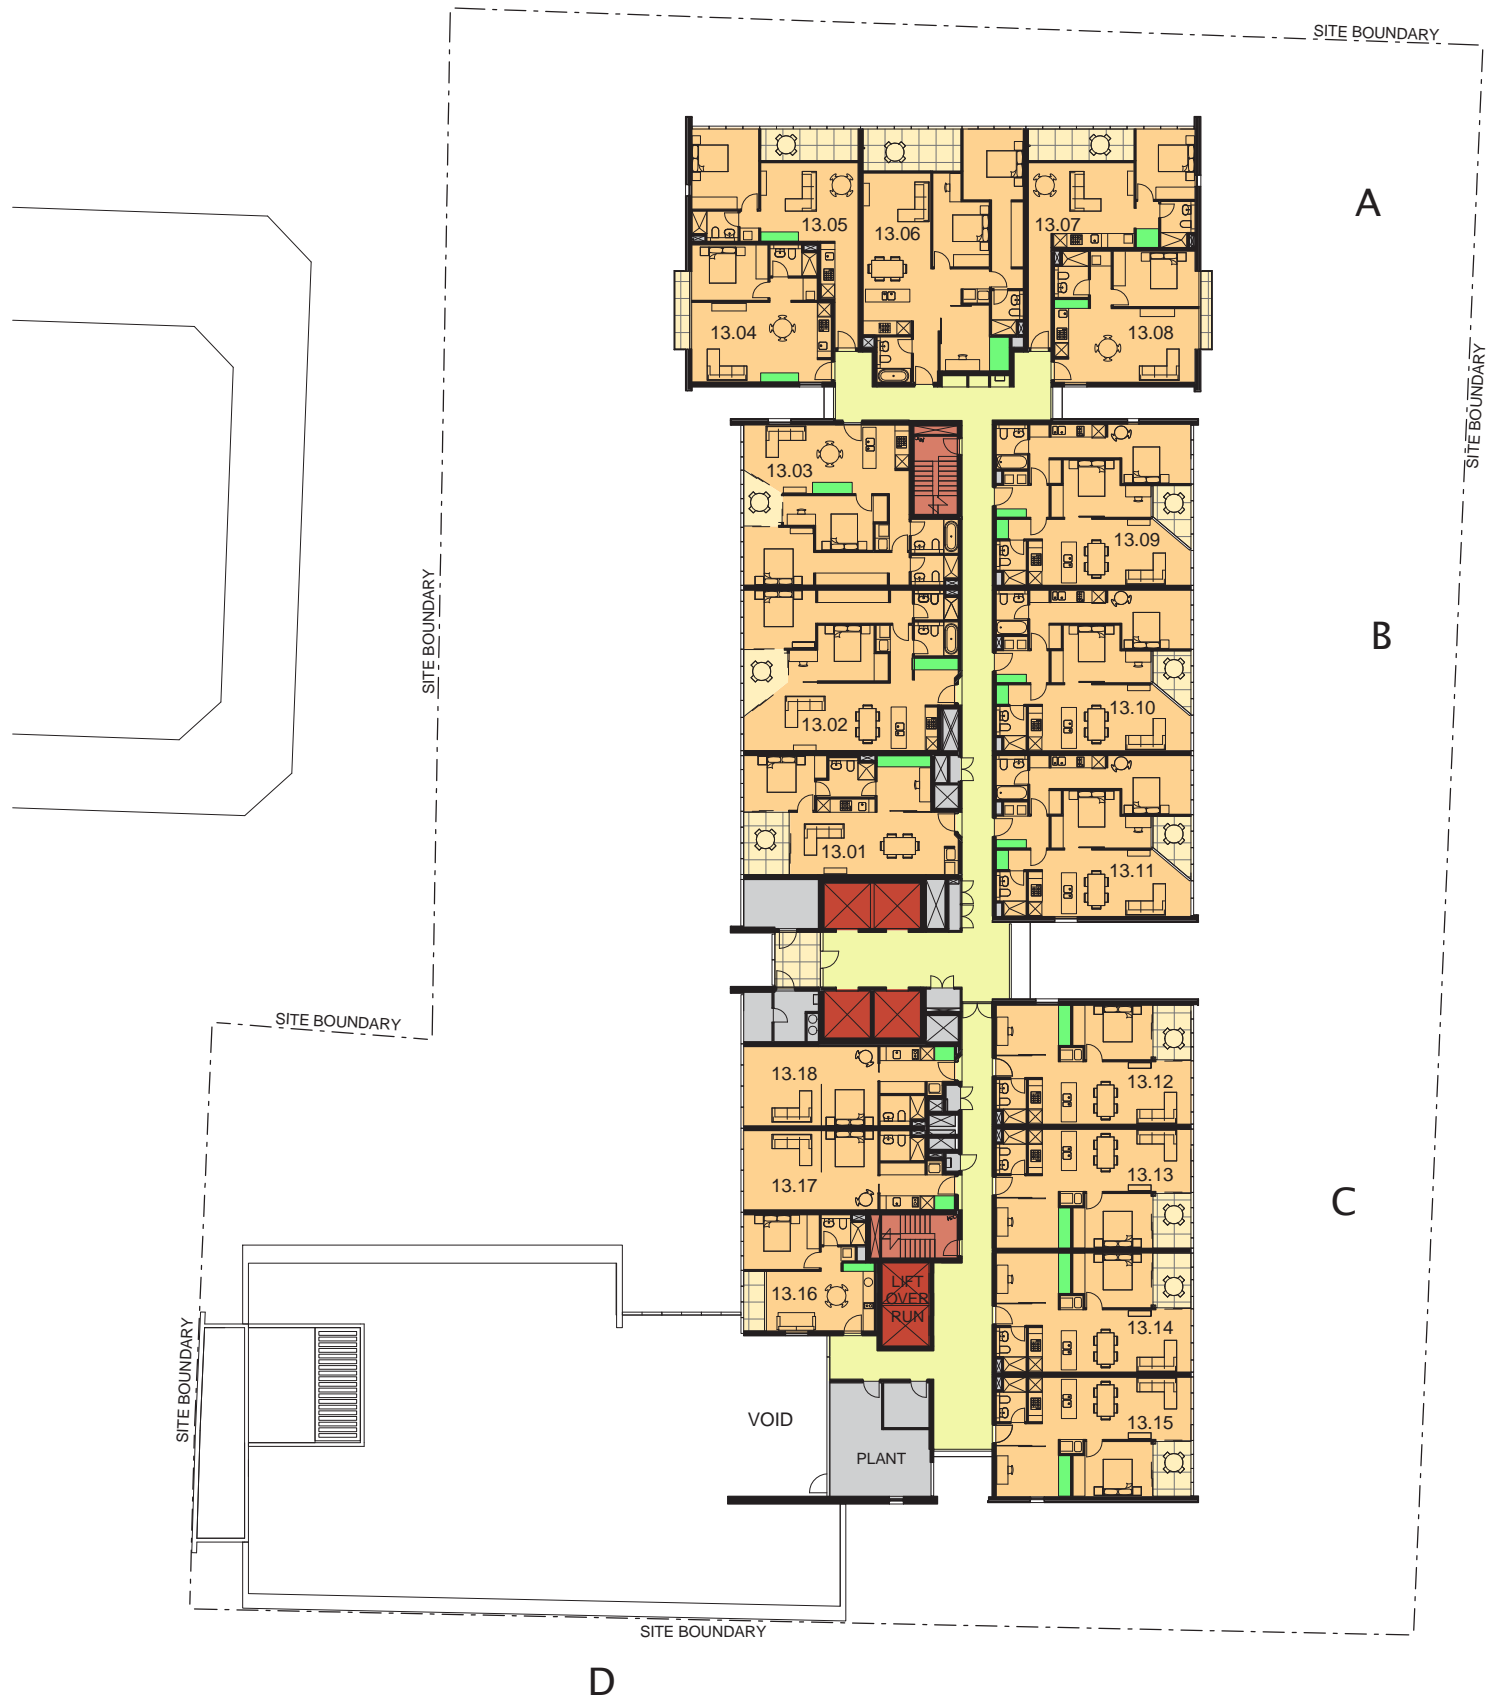 SITE BOUNDARY
A
13.05
13.06
13.07
13.04
13.08
SITE BOUNDARY
13.03
13.09
SITE BOUNDARY
B
13.02
13.10
13.01
13.11
SITE BOUNDARY
13.18
13.12
13.17
13.13
C
13.16
LIFT
OVER
RUN
13.14
SITE BOUNDARY
VOID
13.15
PLANT
SITE BOUNDARY
D